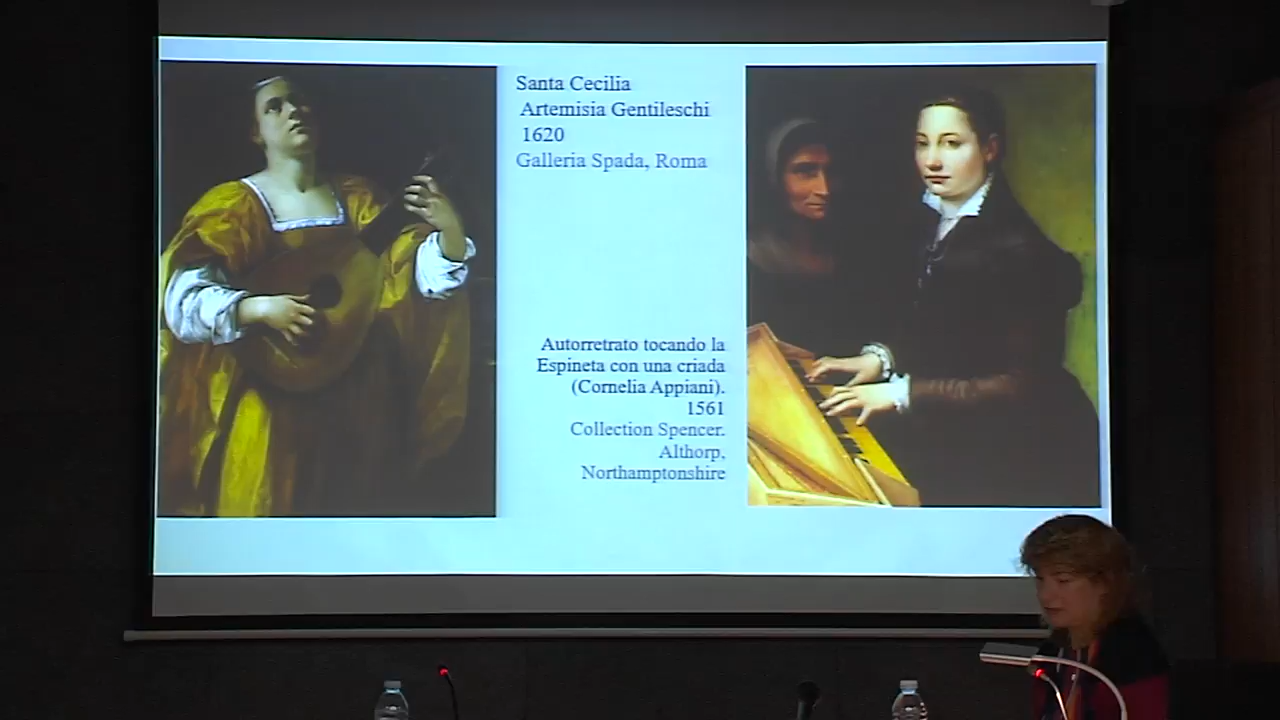 Santa Cecilia
Artemisia Gentileschi
1620
Galleria Spada, Roma
Autorretrato tocando la
Espineta con una criada
(Cornelia Appiani).
1561
Collection Spencer.
Althorp,
Northamptonshire